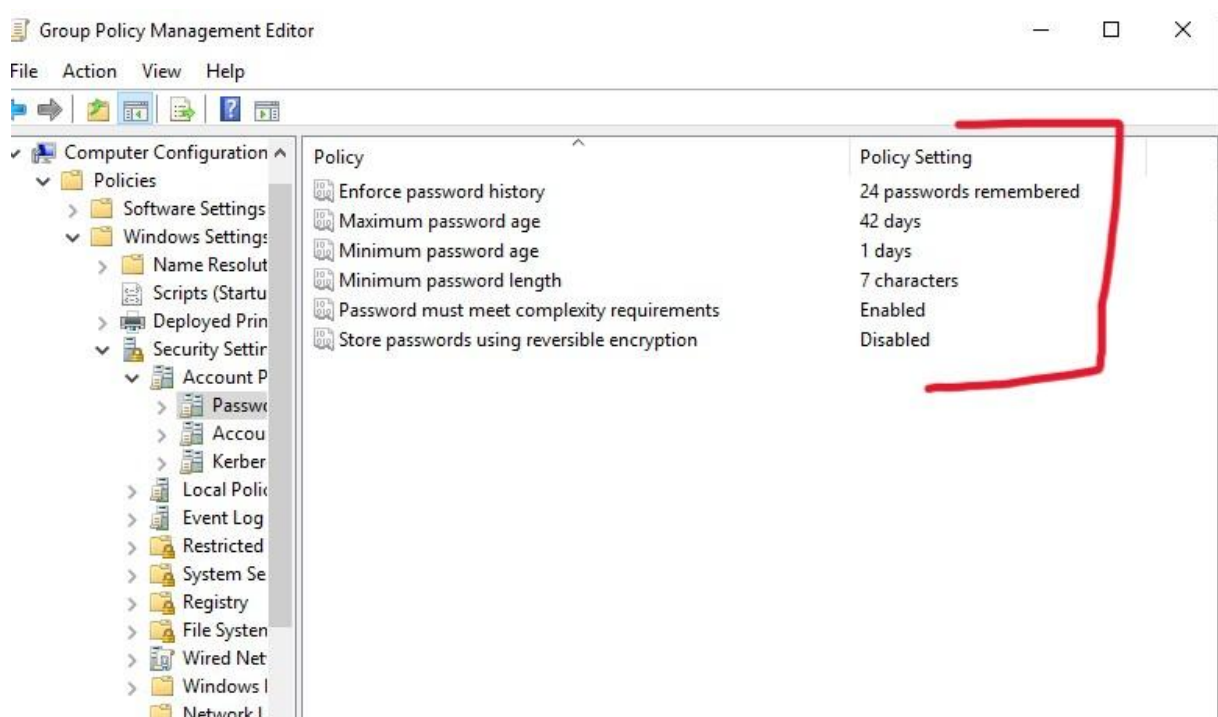 Group Policy Management Editor
File Action View Help
Computer Configuration
Policies
Software Settings
Windows Settings
Name Resolut
Scripts (Startu
Deployed Prin
Security Settin
Account P
Passwo
Accou
Kerber
Local Polic
Event Log
Restricted
System Se
Registry
File System
Wired Net
Windows
Network
Policy Policy Setting
Enforce password history 24 passwords remembered
Maximum password age 42 days
Minimum password age 1 days
Minimum password length 7 characters
Password must meet complexity requirements Enabled
Store passwords using reversible encryption Disabled